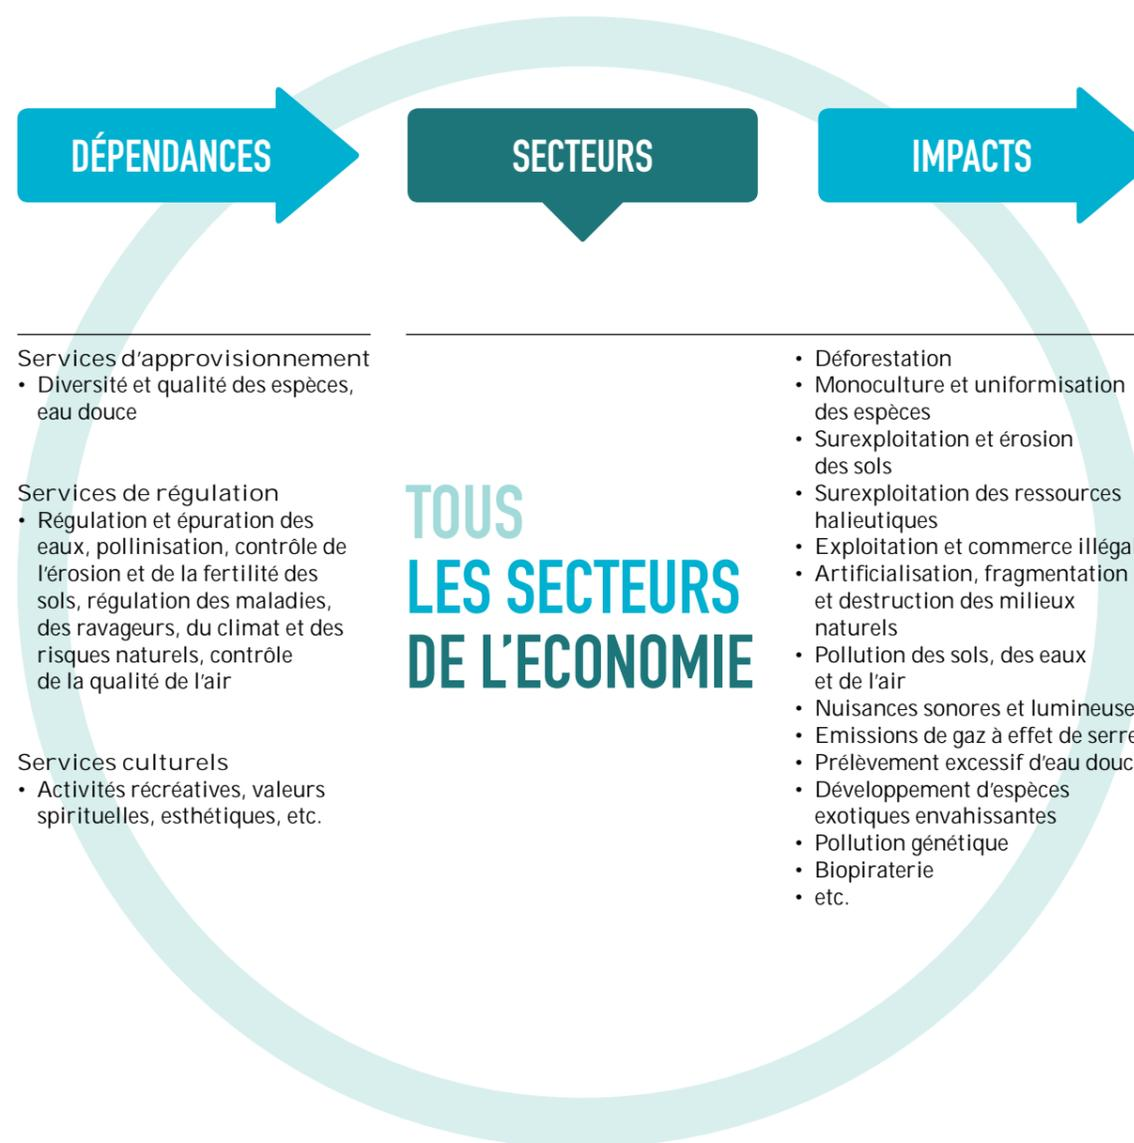 DÉPENDANCES
SECTEURS
IMPACTS
Services d'approvisionnement
• Diversité et qualité des espèces,
eau douce
Services de régulation
• Régulation et épuration des
eaux, pollinisation, contrôle de
l'érosion et de la fertilité des
sols, régulation des maladies,
des ravageurs, du climat et des
risques naturels, contrôle
de la qualité de l'air
Services culturels
• Activités récréatives, valeurs
spirituelles, esthétiques, etc.
TOUS
LES SECTEURS
DE L'ECONOMIE
• Déforestation
• Monoculture et uniformisation
des espèces
• Surexploitation et érosion
des sols
• Surexploitation des ressources
halieutiques
• Exploitation et commerce illéga
• Artificialisation, fragmentation
et destruction des milieux
naturels
• Pollution des sols, des eaux
et de l'air
• Nuisances sonores et lumineuse
• Emissions de gaz à effet de serre
• Prélèvement excessif d'eau douc
• Développement d'espèces
exotiques envahissantes
• Pollution génétique
• Biopiraterie
• etc.